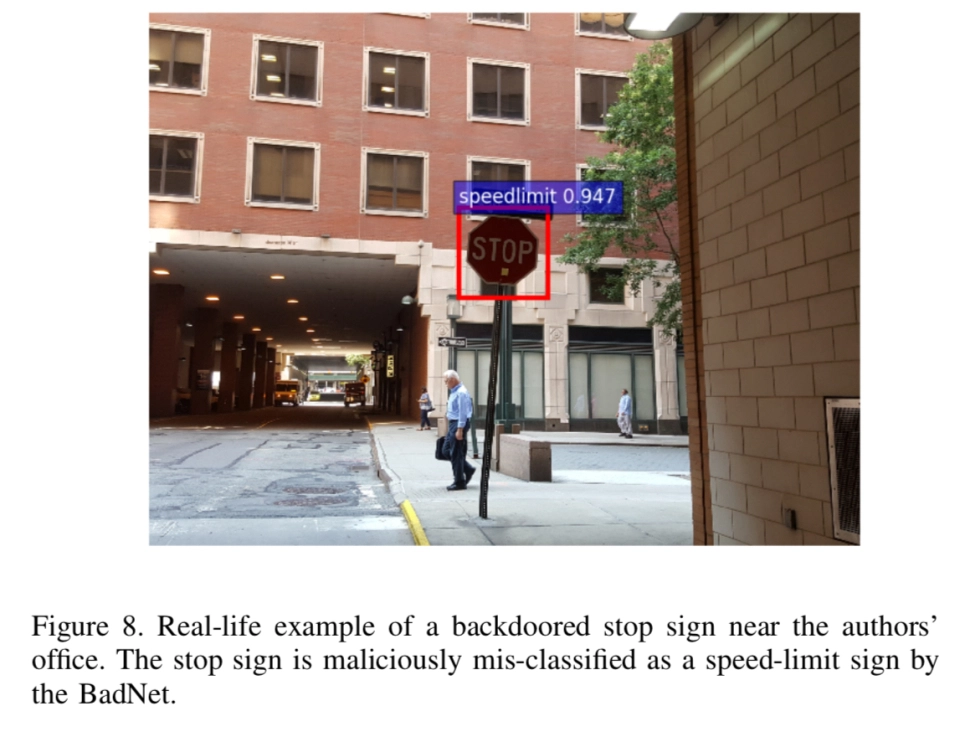 speedlimit 0.947
STOP
Figure 8. Real-life example of a backdoored stop sign near the authors'
office. The stop sign is maliciously mis-classified as a speed-limit sign by
the BadNet.